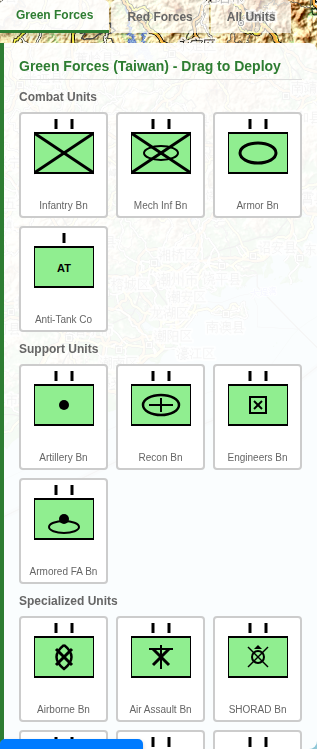 Green Forces
Red Forces
All Units
Green Forces (Taiwan) - Drag to Deploy
Combat Units
Infantry Bn
Mech Inf Bn
Armor Bn
AT
Anti-Tank Co
Support Units
Artillery Bn
Recon Bn
Engineers Bn
Armored FA Bn
Specialized Units
Airborne Bn
Air Assault Bn
SHORAD Bn